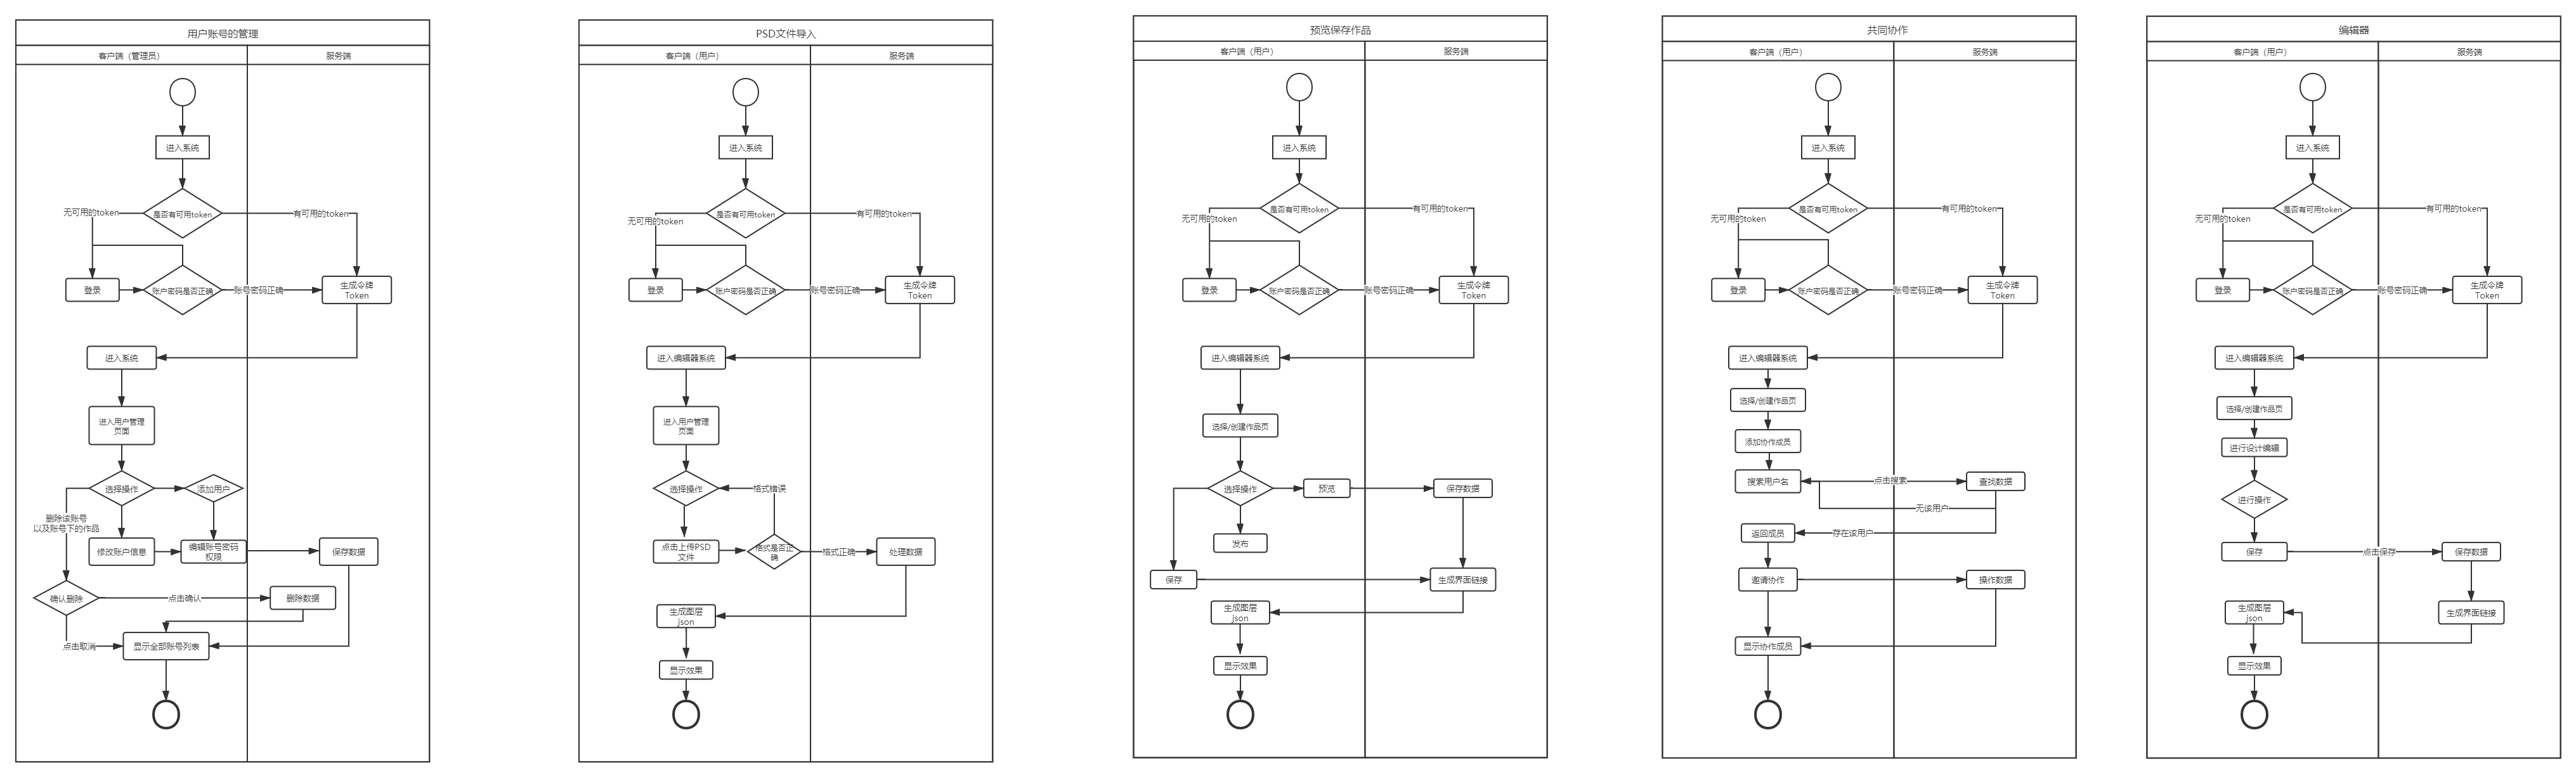 用户账号的管理
客户端（管理员）
服务端
进入系统
是否有可用token
无可用的token
有可用的token
登录
账户密码是否正确
账号密码正确
生成令牌
Token
进入系统
进入用户管理
页面
选择操作
添加用户
删除该账号
以及账号下的作品
修改账户信息
编辑账号密码
权限
保存数据
确认删除
点击确认
删除数据
点击取消
显示全部账号列表
PSD文件导入
客户端（用户）
服务端
进入系统
是否有可用token
无可用的token
有可用的token
登录
账户密码是否正确
账号密码正确
生成令牌
Token
进入编辑器系统
进入用户管理
页面
选择操作
格式错误
点击上传PSD
文件
格式是否正
确
格式正确
处理数据
生成图层
json
显示效果
预览保存作品
客户端（用户）
服务端
进入系统
是否有可用token
无可用的token
有可用的token
登录
账户密码是否正确
账号密码正确
生成令牌
Token
进入编辑器系统
选择/创建作品页
选择操作
预览
保存数据
发布
保存
生成界面链接
生成图层
json
显示效果
共同协作
客户端（用户）
服务端
进入系统
是否有可用token
无可用的token
有可用的token
登录
账户密码是否正确
账号密码正确
生成令牌
Token
进入编辑器系统
选择/创建作品页
添加协作成员
搜索用户名
点击搜索
查找数据
无该用户
返回成员
存在该用户
邀请协作
操作数据
显示协作成员
编辑器
客户端（用户）
服务端
进入系统
是否有可用token
无可用的token
有可用的token
登录
账户密码是否正确
账号密码正确
生成令牌
Token
进入编辑器系统
选择/创建作品页
进行设计编辑
进行操作
保存
点击保存
保存数据
生成界面链接
生成图层
json
显示效果